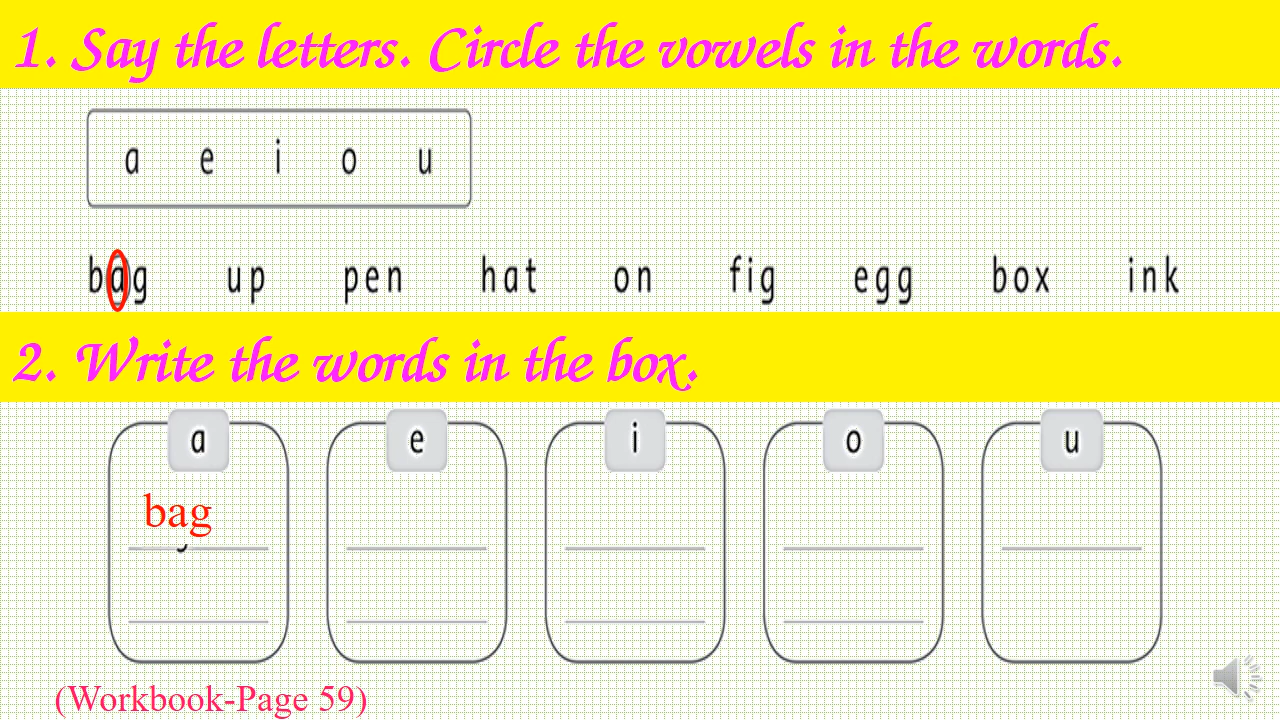 1. Say the letters. Circle the vowels in the words.
a e i o u
bag up pen hat on fig egg box ink
2. Write the words in the box.
a e i o u
bag
(Workbook-Page 59)